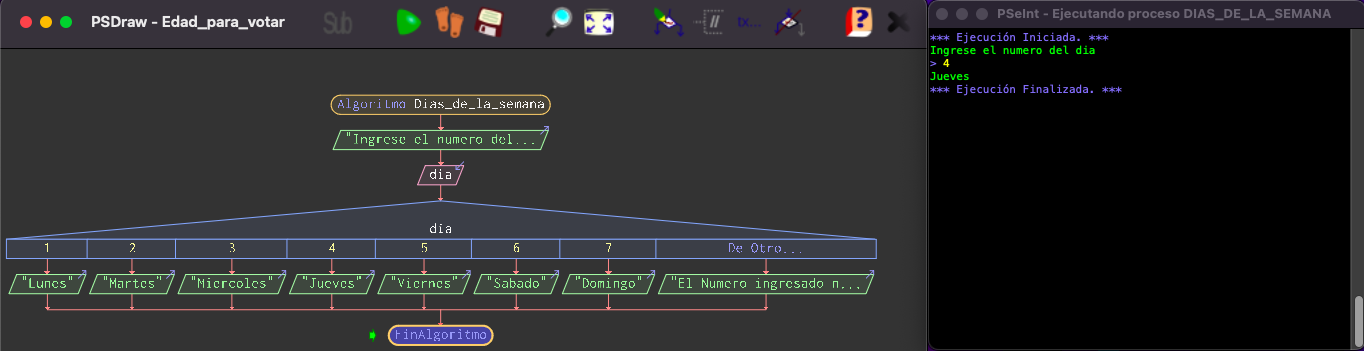 PSDraw - Edad_para_votar
Sub
//
tx...
?
Algoritmo Dias_de_la_semana
"Ingrese el numero del...
dia
dia
1 2 3 4 5 6 7 De Otro...
"Lunes" "Martes" "Miercoles" "Jueves" "Viernes" "Sabado" "Domingo" "El Numero ingresado n...
FinAlgoritmo
PSeInt - Ejecutando proceso DIAS_DE_LA_SEMANA
*** Ejecución Iniciada. ***
Ingrese el numero del dia
> 4
Jueves
*** Ejecución Finalizada. ***